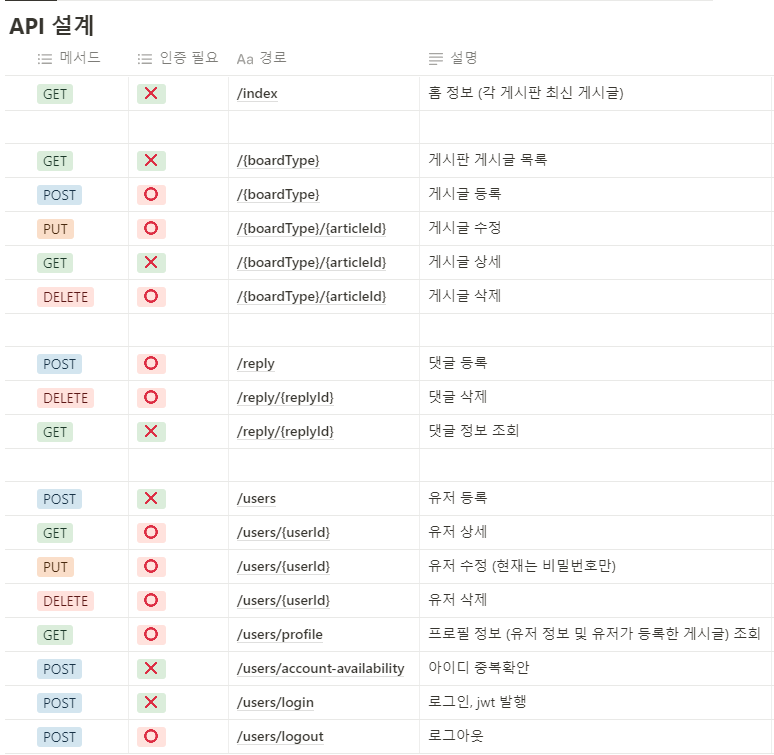 API 설계
메서드 인증 필요 Aa 경로 설명
GET ❌ /index 홈 정보 (각 게시판 최신 게시글)
GET ❌ /{boardType} 게시판 게시글 목록
POST ⭕ /{boardType} 게시글 등록
PUT ⭕ /{boardType}/{articleId} 게시글 수정
GET ❌ /{boardType}/{articleId} 게시글 상세
DELETE ⭕ /{boardType}/{articleId} 게시글 삭제
POST ⭕ /reply 댓글 등록
DELETE ⭕ /reply/{replyId} 댓글 삭제
GET ❌ /reply/{replyId} 댓글 정보 조회
POST ❌ /users 유저 등록
GET ⭕ /users/{userId} 유저 상세
PUT ⭕ /users/{userId} 유저 수정 (현재는 비밀번호만)
DELETE ⭕ /users/{userId} 유저 삭제
GET ⭕ /users/profile 프로필 정보 (유저 정보 및 유저가 등록한 게시글) 조회
POST ❌ /users/account-availability 아이디 중복확안
POST ❌ /users/login 로그인, jwt 발행
POST ⭕ /users/logout 로그아웃